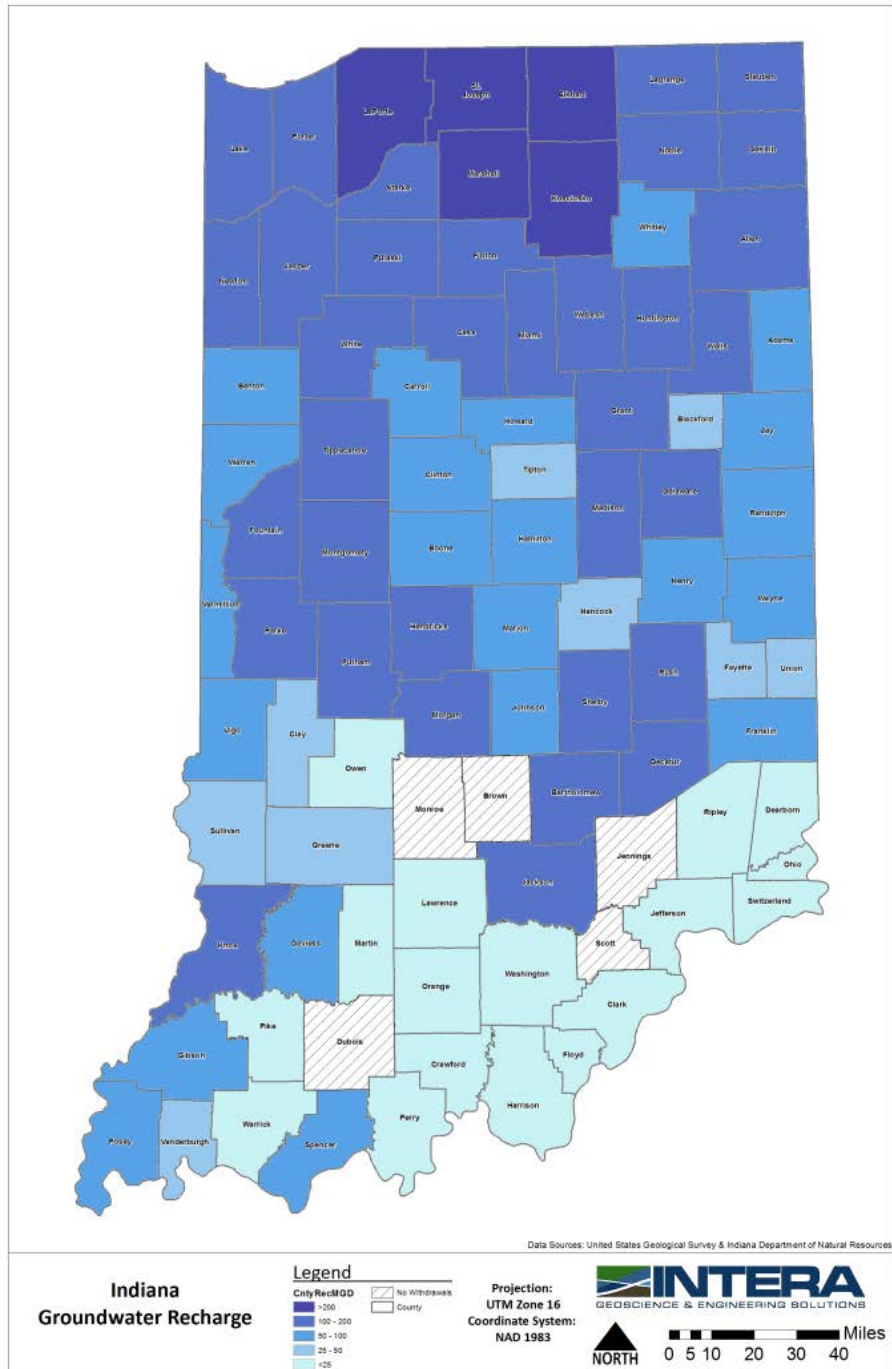 LaPorte
St.
Joseph
Elkhart
Lagrange
Steuben
Lake
Porter
Noble
DeKalb
Marshall
Starke
Kosciusko
Whitley
Allen
Newton
Jasper
Pulaski
Fulton
Wabash
Huntington
White
Cass
Miami
Wells
Adams
Benton
Carroll
Grant
Blackford
Howard
Jay
Warren
Tippecanoe
Clinton
Tipton
Madison
Delaware
Randolph
Fountain
Montgomery
Boone
Hamilton
Henry
Wayne
Vermillion
Parke
Hendricks
Marion
Hancock
Putnam
Rush
Fayette
Union
Morgan
Johnson
Shelby
Vigo
Clay
Franklin
Owen
Decatur
Monroe
Brown
Bartholomew
Ripley
Dearborn
Sullivan
Greene
Jennings
Ohio
Jackson
Lawrence
Jefferson
Switzerland
Knox
Daviess
Martin
Scott
Washington
Orange
Clark
Pike
Dubois
Gibson
Crawford
Floyd
Harrison
Perry
Posey
Vanderburgh
Warrick
Spencer
Data Sources: United States Geological Survey & Indiana Department of Natural Resources
Indiana
Groundwater Recharge
Legend
CntyRecMGD
>200
100 - 200
50 - 100
25 - 50
<25
No Withdrawals
County
Projection:
UTM Zone 16
Coordinate System:
NAD 1983
INTERA
GEOSCIENCE & ENGINEERING SOLUTIONS
NORTH
Miles
0 5 10 20 30 40